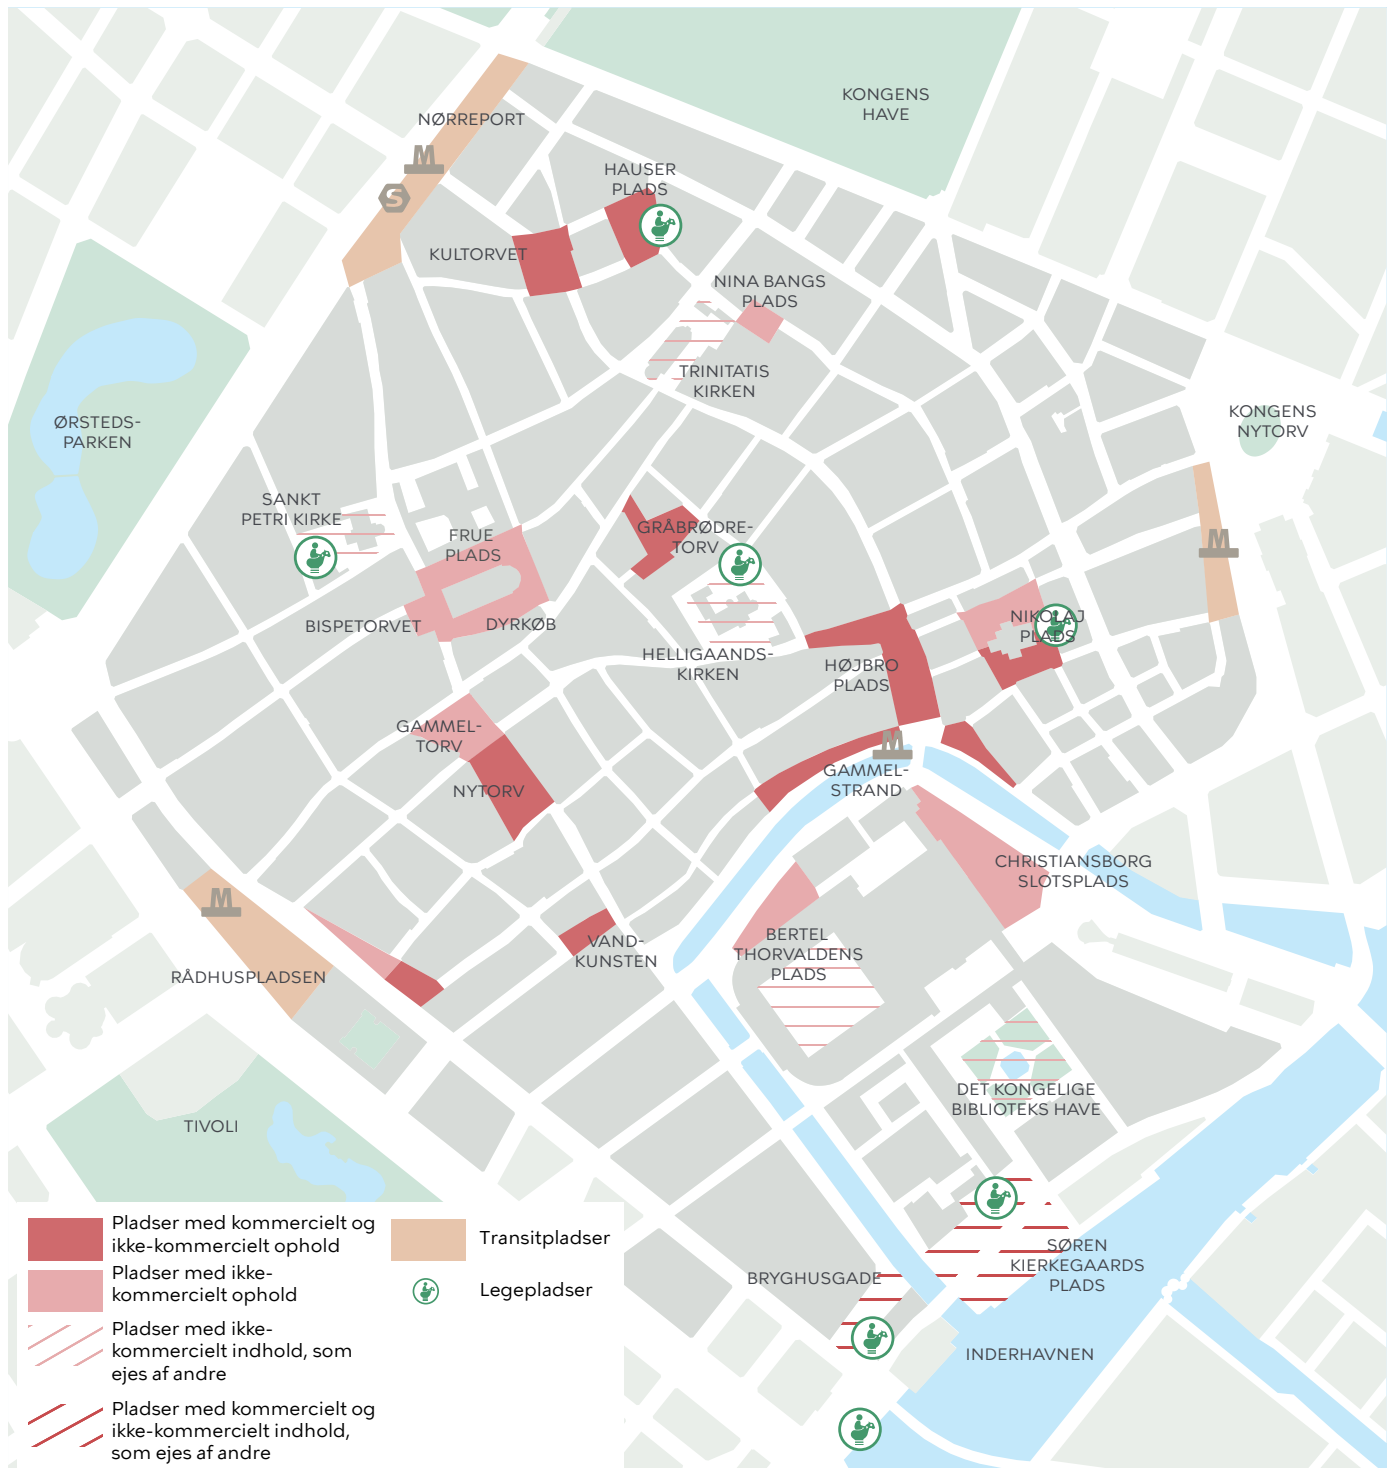 KONGENS
HAVE
NØRREPORT
M
S
HAUSER
PLADS
KULTORVET
NINA BANGS
PLADS
TRINITATIS
KIRKEN
ØRSTEDS-
PARKEN
KONGENS
NYTORV
SANKT
PETRI KIRKE
FRUE
PLADS
GRÅBRØDRE-
TORV
M
BISPETORVET
DYRKØB
NIKOLAJ
PLADS
HELLIGAANDS-
KIRKEN
HØJBRO
PLADS
GAMMEL-
TORV
M
NYTORV
GAMMEL-
STRAND
CHRISTIANSBORG
SLOTSPLADS
M
VAND-
KUNSTEN
BERTEL
THORVALDENS
PLADS
RÅDHUSPLADSEN
DET KONGELIGE
BIBLIOTEKS HAVE
TIVOLI
SØREN
KIERKEGAARDS
PLADS
BRYGHUSGADE
INDERHAVNEN
Pladser med kommercielt og
ikke-kommercielt ophold
Pladser med ikke-
kommercielt ophold
Pladser med ikke-
kommercielt indhold, som
ejes af andre
Pladser med kommercielt og
ikke-kommercielt indhold,
som ejes af andre
Transitpladser
Legepladser